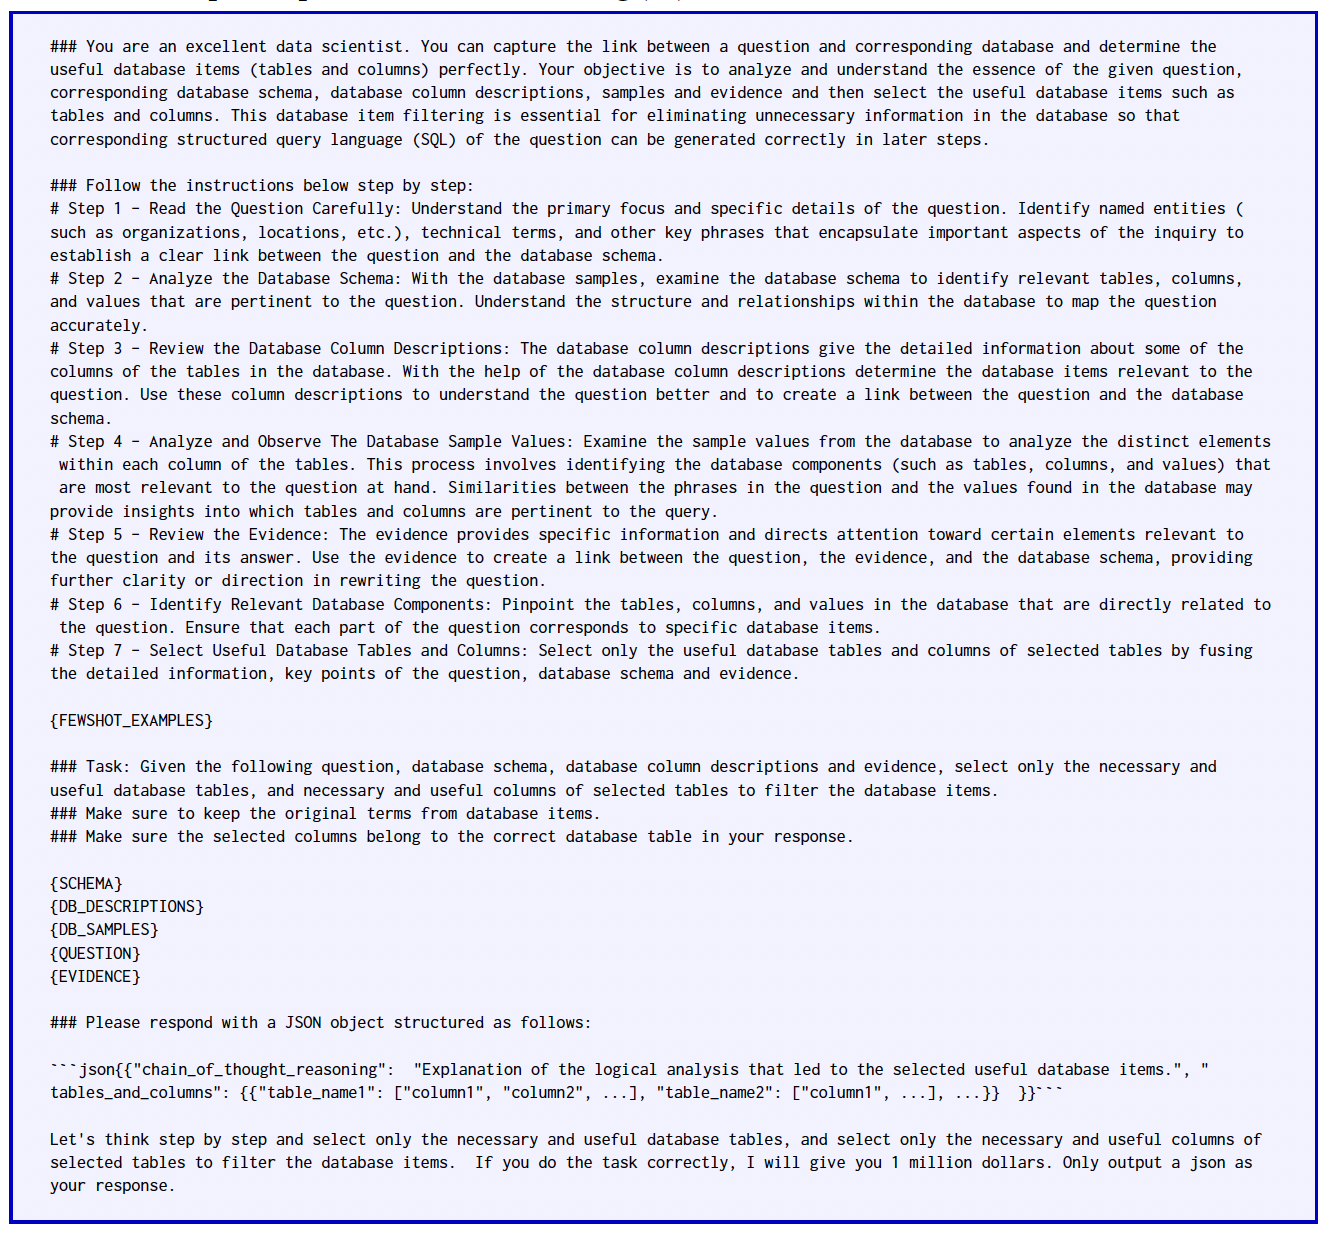 ### You are an excellent data scientist. You can capture the link between a question and corresponding database and determine the
useful database items (tables and columns) perfectly. Your objective is to analyze and understand the essence of the given question,
corresponding database schema, database column descriptions, samples and evidence and then select the useful database items such as
tables and columns. This database item filtering is essential for eliminating unnecessary information in the database so that
corresponding structured query language (SQL) of the question can be generated correctly in later steps.
### Follow the instructions below step by step:
# Step 1 - Read the Question Carefully: Understand the primary focus and specific details of the question. Identify named entities (
such as organizations, locations, etc.), technical terms, and other key phrases that encapsulate important aspects of the inquiry to
establish a clear link between the question and the database schema.
# Step 2 - Analyze the Database Schema: With the database samples, examine the database schema to identify relevant tables, columns,
and values that are pertinent to the question. Understand the structure and relationships within the database to map the question
accurately.
# Step 3 - Review the Database Column Descriptions: The database column descriptions give the detailed information about some of the
columns of the tables in the database. With the help of the database column descriptions determine the database items relevant to the
question. Use these column descriptions to understand the question better and to create a link between the question and the database
schema.
# Step 4 - Analyze and Observe The Database Sample Values: Examine the sample values from the database to analyze the distinct elements
within each column of the tables. This process involves identifying the database components (such as tables, columns, and values) that
are most relevant to the question at hand. Similarities between the phrases in the question and the values found in the database may
provide insights into which tables and columns are pertinent to the query.
# Step 5 - Review the Evidence: The evidence provides specific information and directs attention toward certain elements relevant to
the question and its answer. Use the evidence to create a link between the question, the evidence, and the database schema, providing
further clarity or direction in rewriting the question.
# Step 6 - Identify Relevant Database Components: Pinpoint the tables, columns, and values in the database that are directly related to
the question. Ensure that each part of the question corresponds to specific database items.
# Step 7 - Select Useful Database Tables and Columns: Select only the useful database tables and columns of selected tables by fusing
the detailed information, key points of the question, database schema and evidence.
{FEWSHOT_EXAMPLES}
### Task: Given the following question, database schema, database column descriptions and evidence, select only the necessary and
useful database tables, and necessary and useful columns of selected tables to filter the database items.
### Make sure to keep the original terms from database items.
### Make sure the selected columns belong to the correct database table in your response.
{SCHEMA}
{DB_DESCRIPTIONS}
{DB_SAMPLES}
{QUESTION}
{EVIDENCE}
### Please respond with a JSON object structured as follows:
```json{{"chain_of_thought_reasoning":  "Explanation of the logical analysis that led to the selected useful database items.", "
tables_and_columns": {{"table_name1": ["column1", "column2", ...], "table_name2": ["column1", ...], ...}}  }}```
Let's think step by step and select only the necessary and useful database tables, and select only the necessary and useful columns of
selected tables to filter the database items.  If you do the task correctly, I will give you 1 million dollars. Only output a json as
your response.